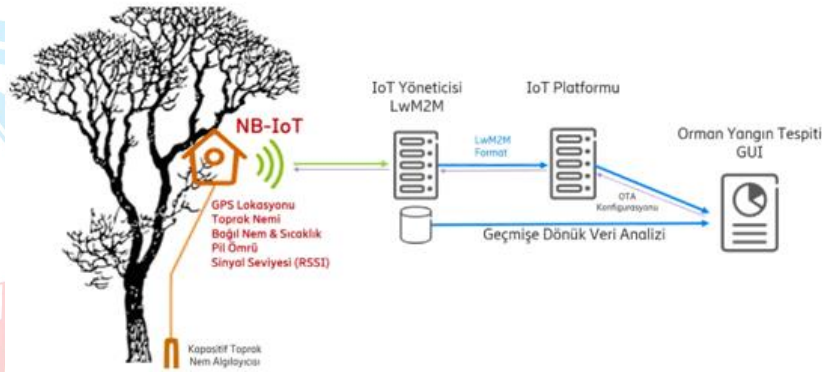 NB-IoT
GPS Lokasyonu
Toprak Nemi
Bağıl Nem & Sıcaklık
Pil Ömrü
Sinyal Seviyesi (RSSI)
Kapasitif Toprak
Nem Algılayıcısı
IoT Yöneticisi
LwM2M
LwM2M
Format
IoT Platformu
OTA
Konfigurasyonu
Geçmişe Dönük Veri Analizi
Orman Yangın Tespiti
GUI